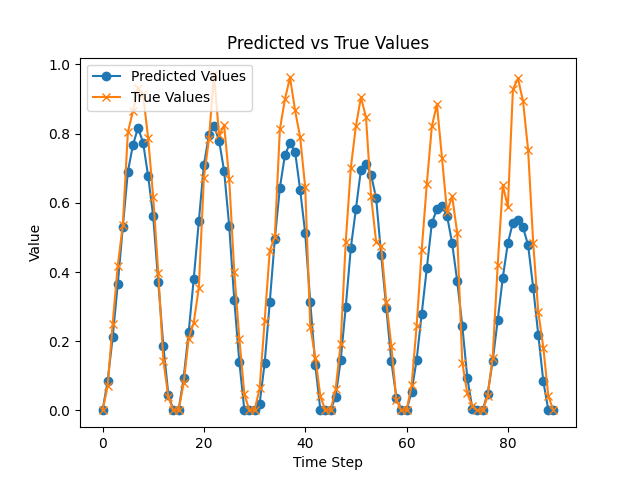 Predicted vs True Values
Predicted Values
True Values
1.0
0.8
0.6
0.4
0.2
0.0
Value
0 20 40 60 80
Time Step